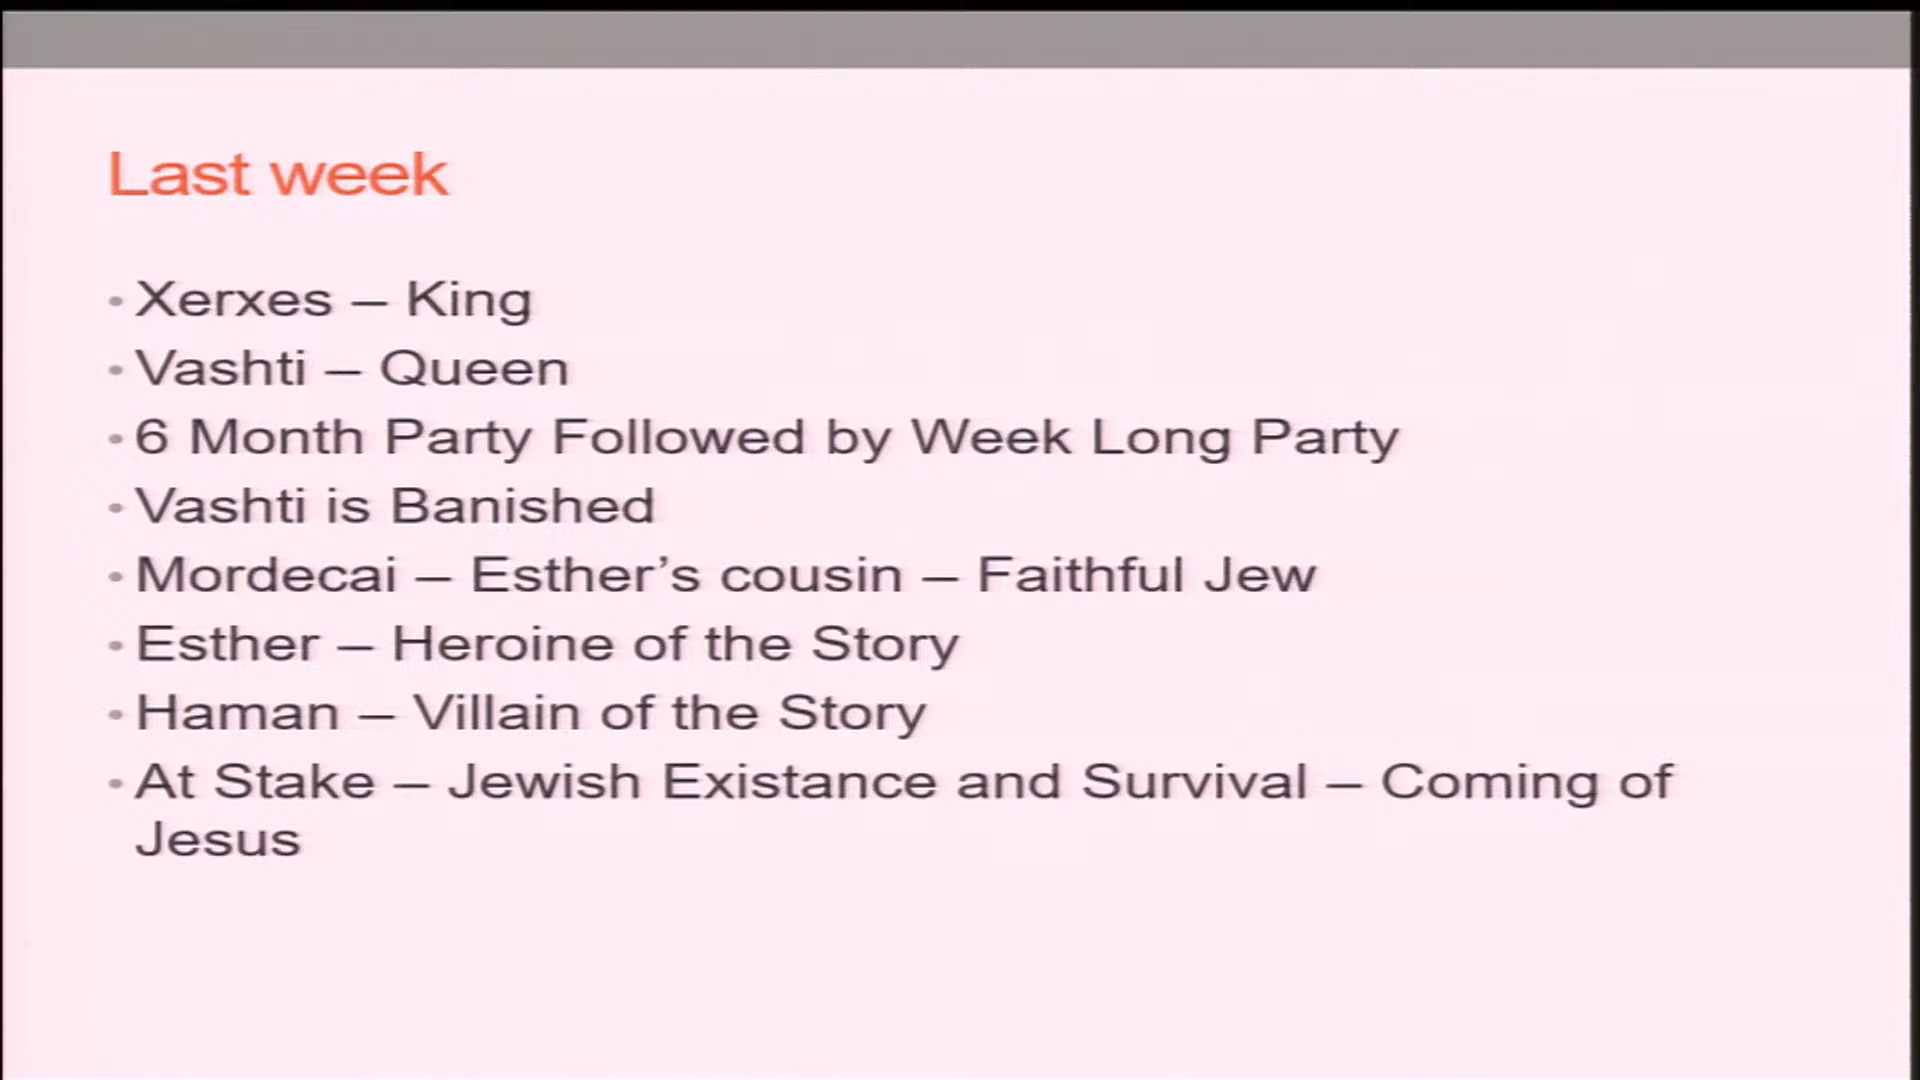 Last week
• Xerxes – King
• Vashti – Queen
• 6 Month Party Followed by Week Long Party
• Vashti is Banished
• Mordecai – Esther’s cousin – Faithful Jew
• Esther – Heroine of the Story
• Haman – Villain of the Story
• At Stake – Jewish Existance and Survival – Coming of
Jesus